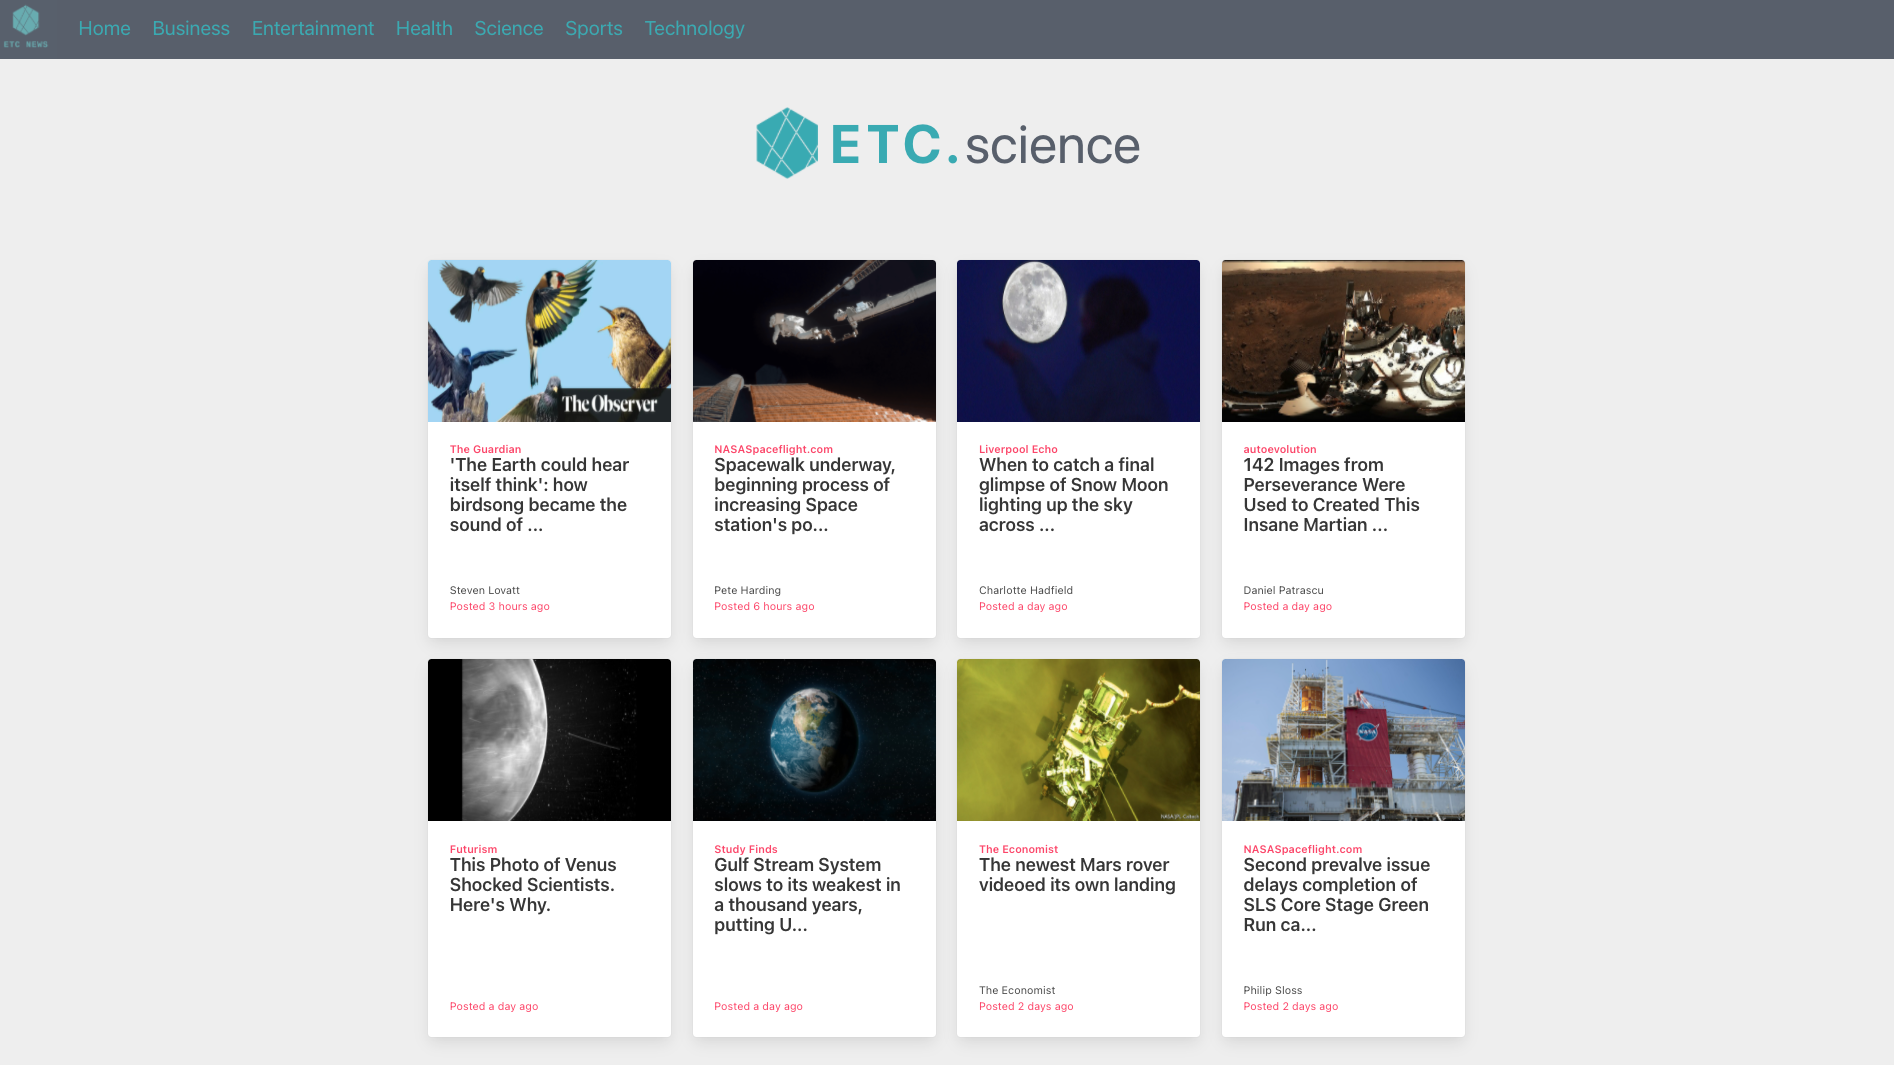 ETC NEWS
Home Business Entertainment Health Science Sports Technology
ETC.science
The Observer
The Guardian
'The Earth could hear
itself think': how
birdsong became the
sound of ...
Steven Lovatt
Posted 3 hours ago
NASASpaceflight.com
Spacewalk underway,
beginning process of
increasing Space
station's po...
Pete Harding
Posted 6 hours ago
Liverpool Echo
When to catch a final
glimpse of Snow Moon
lighting up the sky
across ...
Charlotte Hadfield
Posted a day ago
autoevolution
142 Images from
Perseverance Were
Used to Created This
Insane Martian ...
Daniel Patrascu
Posted a day ago
Futurism
This Photo of Venus
Shocked Scientists.
Here's Why.
Posted a day ago
Study Finds
Gulf Stream System
slows to its weakest in
a thousand years,
putting U...
Posted a day ago
The Economist
The newest Mars rover
videoed its own landing
The Economist
Posted 2 days ago
NASA
NASASpaceflight.com
Second prevalve issue
delays completion of
SLS Core Stage Green
Run ca...
Philip Sloss
Posted 2 days ago